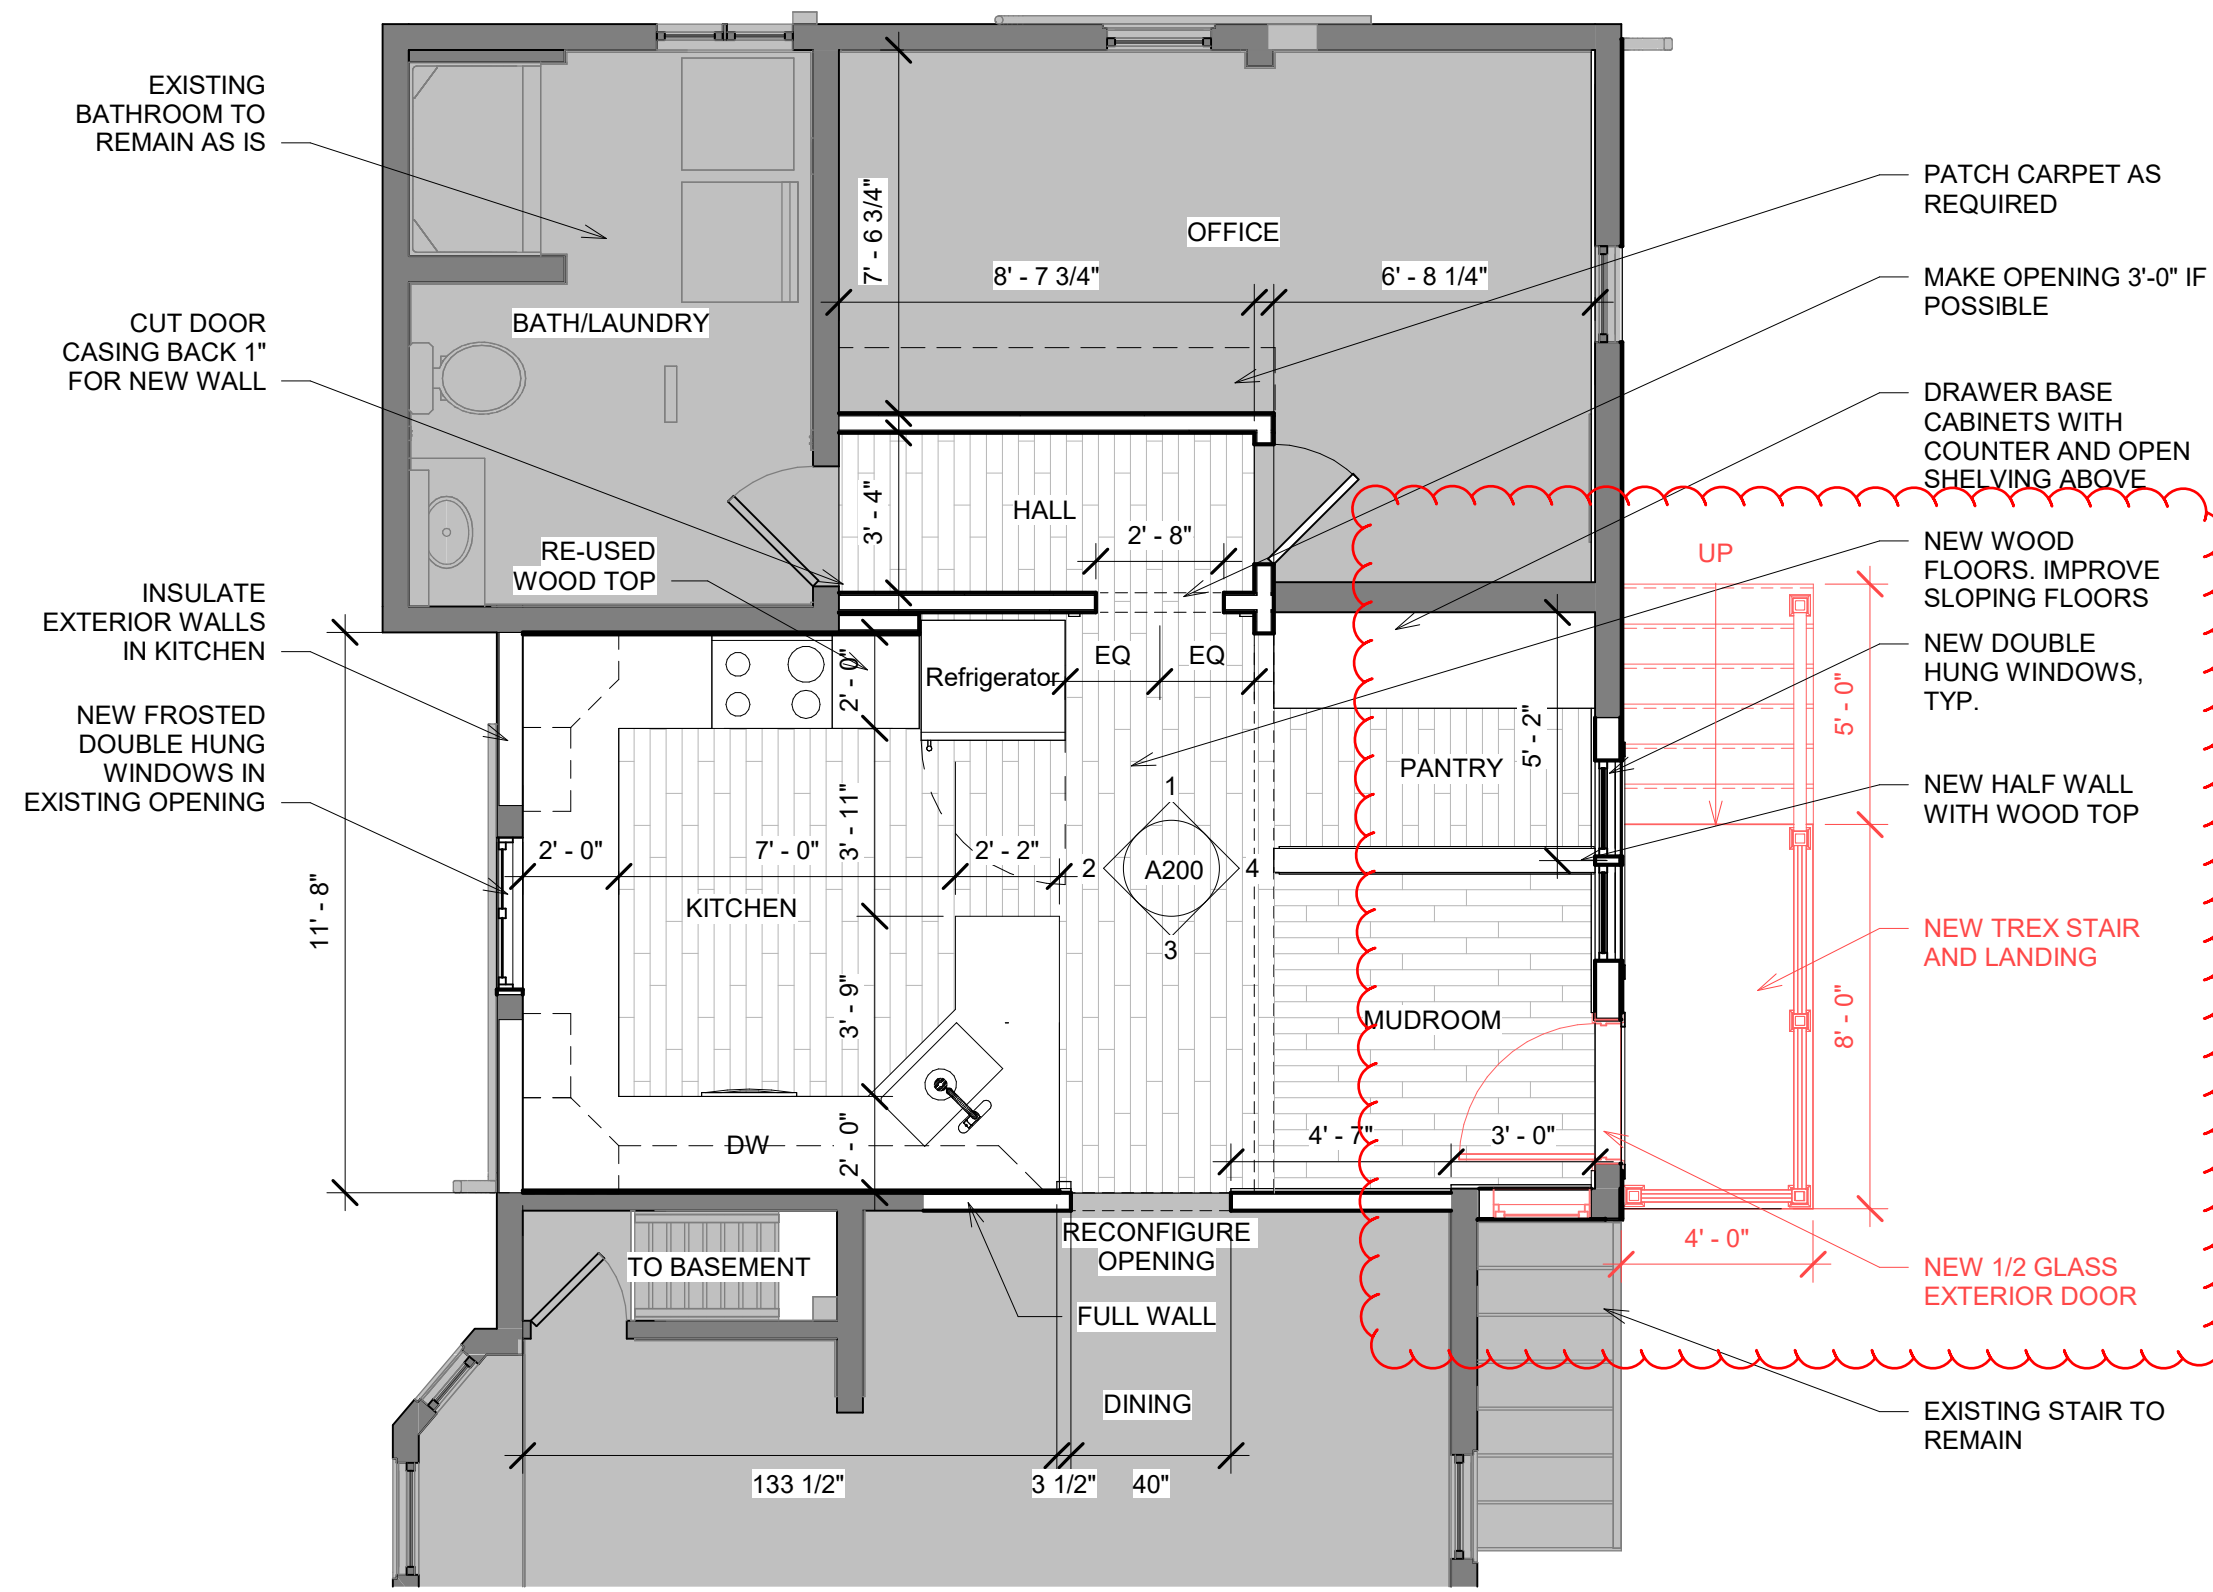 EXISTING
BATHROOM TO
REMAIN AS IS
CUT DOOR
CASING BACK 1"
FOR NEW WALL
INSULATE
EXTERIOR WALLS
IN KITCHEN
NEW FROSTED
DOUBLE HUNG
WINDOWS IN
EXISTING OPENING
11' - 8"
BATH/LAUNDRY
RE-USED
WOOD TOP
7' - 6 3/4"
OFFICE
8' - 7 3/4"
6' - 8 1/4"
3' - 4"
HALL
2' - 8"
2' - 0"
Refrigerator
EQ
EQ
5' - 2"
PANTRY
2' - 0"
7' - 0"
3' - 11"
2' - 2"
1
2
A200
4
3
KITCHEN
3' - 9"
MUDROOM
DW
2' - 0"
4' - 7"
3' - 0"
TO BASEMENT
RECONFIGURE
OPENING
FULL WALL
DINING
133 1/2"
3 1/2"
40"
UP
5' - 0"
8' - 0"
4' - 0"
PATCH CARPET AS
REQUIRED
MAKE OPENING 3'-0" IF
POSSIBLE
DRAWER BASE
CABINETS WITH
COUNTER AND OPEN
SHELVING ABOVE
NEW WOOD
FLOORS. IMPROVE
SLOPING FLOORS
NEW DOUBLE
HUNG WINDOWS,
TYP.
NEW HALF WALL
WITH WOOD TOP
NEW TREX STAIR
AND LANDING
NEW 1/2 GLASS
EXTERIOR DOOR
EXISTING STAIR TO
REMAIN